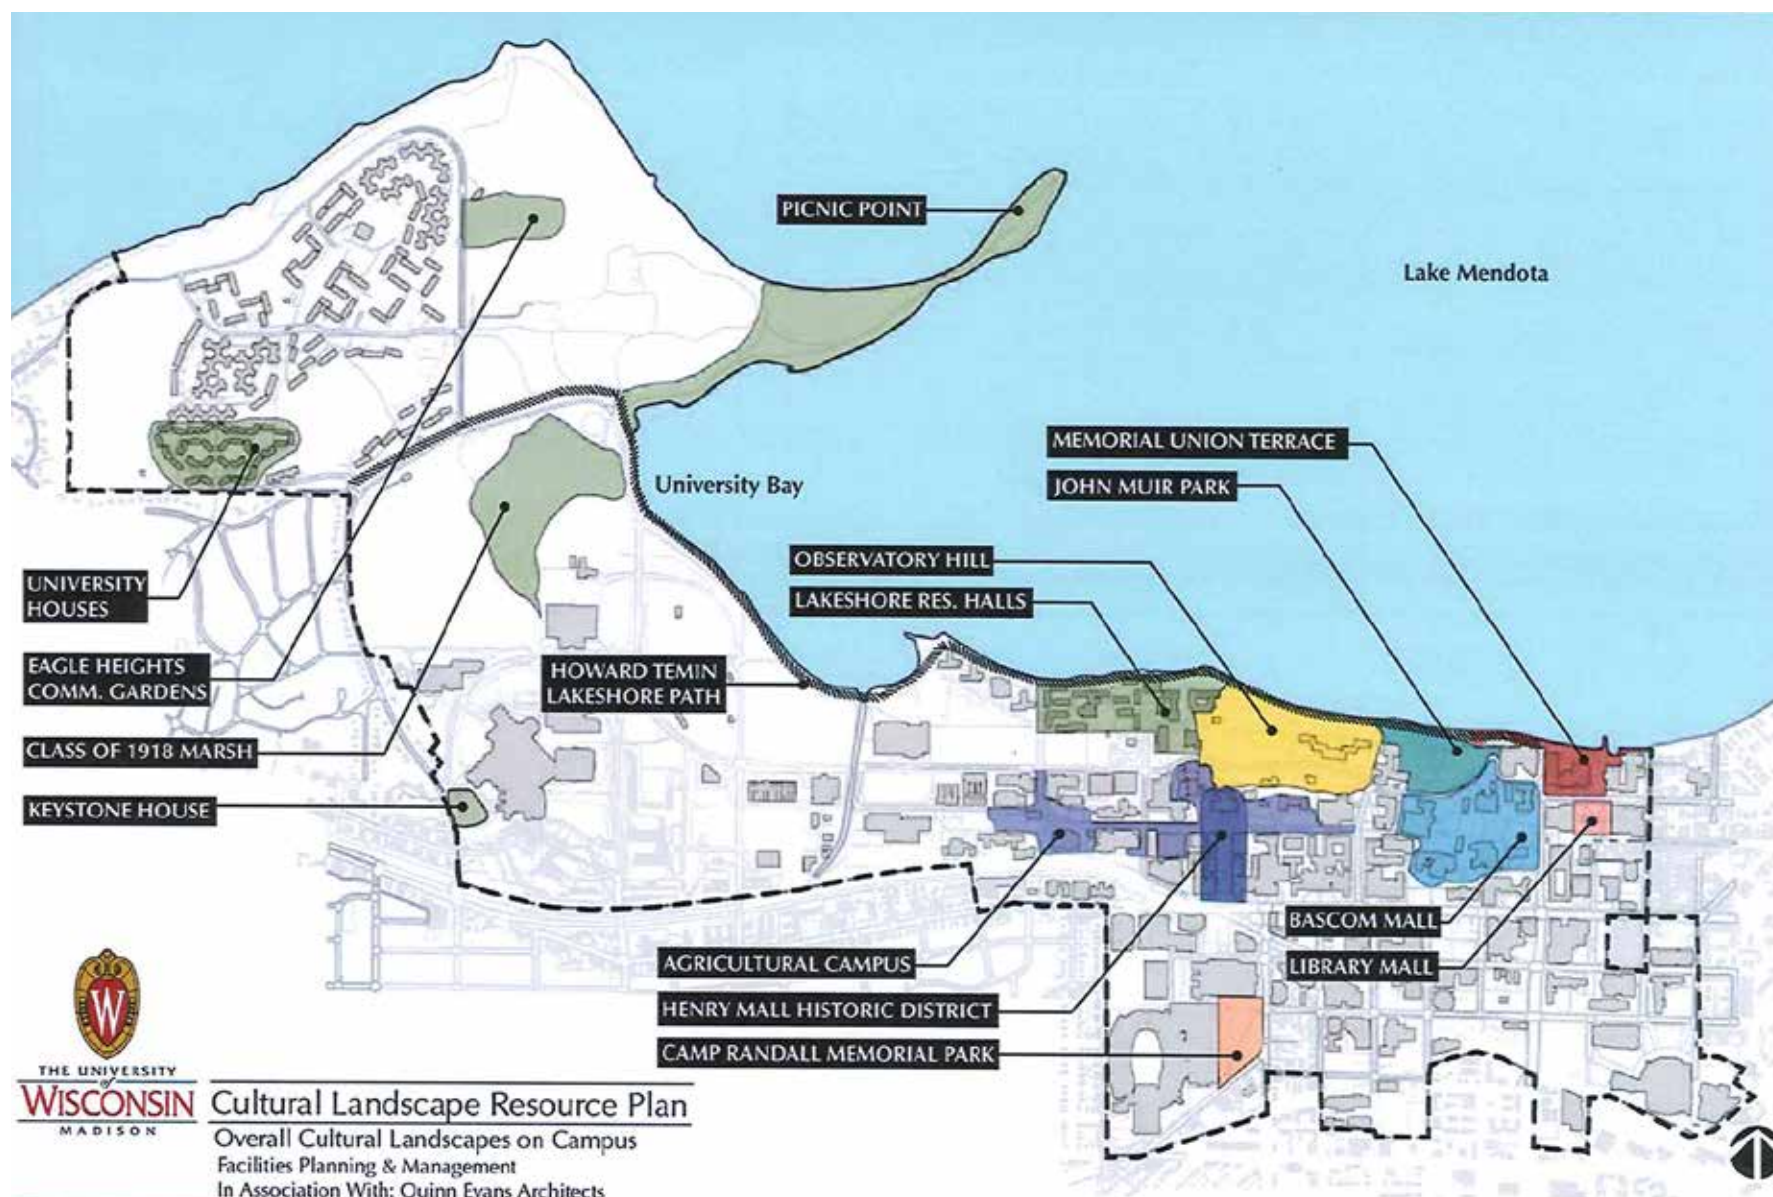 PICNIC POINT
Lake Mendota
MEMORIAL UNION TERRACE
JOHN MUIR PARK
University Bay
OBSERVATORY HILL
LAKESHORE RES. HALLS
UNIVERSITY
HOUSES
EAGLE HEIGHTS
COMM. GARDENS
HOWARD TEMIN
LAKESHORE PATH
CLASS OF 1918 MARSH
KEYSTONE HOUSE
BASCOM MALL
LIBRARY MALL
AGRICULTURAL CAMPUS
HENRY MALL HISTORIC DISTRICT
CAMP RANDALL MEMORIAL PARK
W
THE UNIVERSITY
of
WISCONSIN
MADISON
Cultural Landscape Resource Plan
Overall Cultural Landscapes on Campus
Facilities Planning & Management
In Association With: Quinn Evans Architects